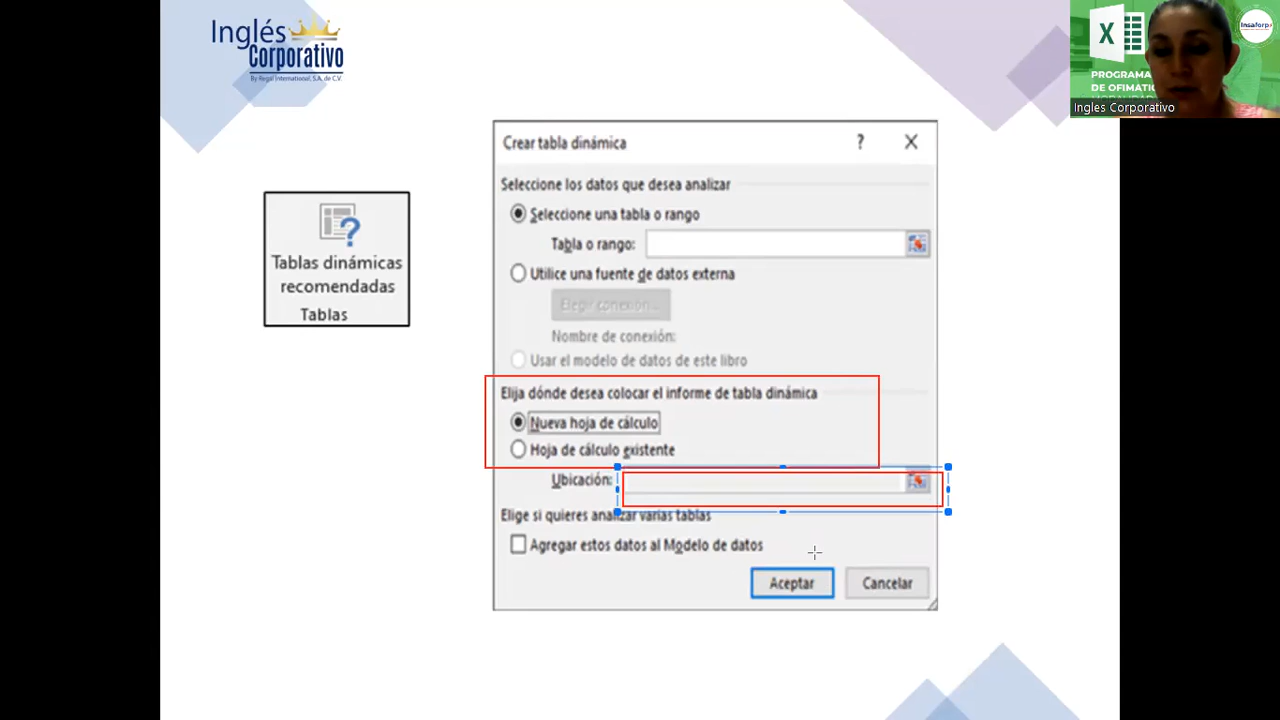 Inglés
Corporativo
By Regal International, S.A. de C.V.
insaforp
PROGRAMA
DE OFIMATIC
Ingles Corporativo
Crear tabla dinámica
?
Seleccione los datos que desea analizar
Seleccione una tabla o rango
Tabla o rango:
Utilice una fuente de datos externa
Elegir conexión...
Nombre de conexión:
Usar el modelo de datos de este libro
Elija dónde desea colocar el informe de tabla dinámica
Nueva hoja de cálculo
Hoja de cálculo existente
Ubicación:
Elige si quieres analizar varias tablas
Agregar estos datos al Modelo de datos
Aceptar
Cancelar
?
Tablas dinámicas
recomendadas
Tablas